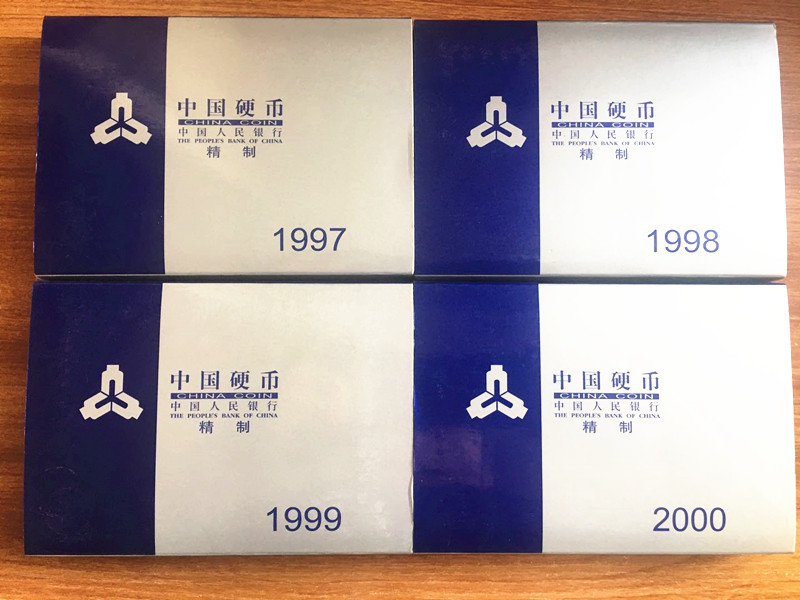 中国硬币
CHINA COIN
中国人民银行
THE PEOPLE'S BANK OF CHINA
精 制
1997
中国硬币
CHINA COIN
中国人民银行
THE PEOPLE'S BANK OF CHINA
精 制
1998
中国硬币
CHINA COIN
中国人民银行
THE PEOPLE'S BANK OF CHINA
精 制
1999
中国硬币
CHINA COIN
中国人民银行
THE PEOPLE'S BANK OF CHINA
精 制
2000